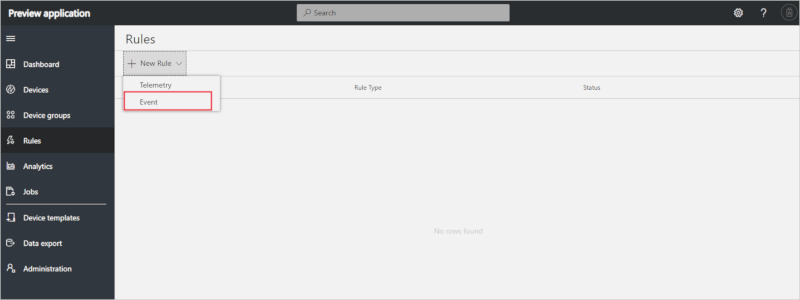 Preview application
Search
?
Rules
New Rule
Telemetry
Event
Rule Type
Status
No rows found
Dashboard
Devices
Device groups
Rules
Analytics
Jobs
Device templates
Data export
Administration